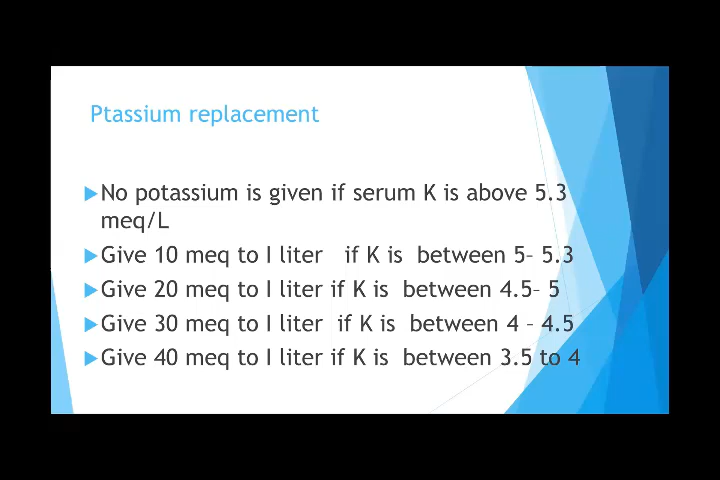 Ptassium replacement
No potassium is given if serum K is above 5.3
meq/L
Give 10 meq to I liter if K is between 5– 5.3
Give 20 meq to I liter if K is between 4.5– 5
Give 30 meq to I liter if K is between 4 – 4.5
Give 40 meq to I liter if K is between 3.5 to 4